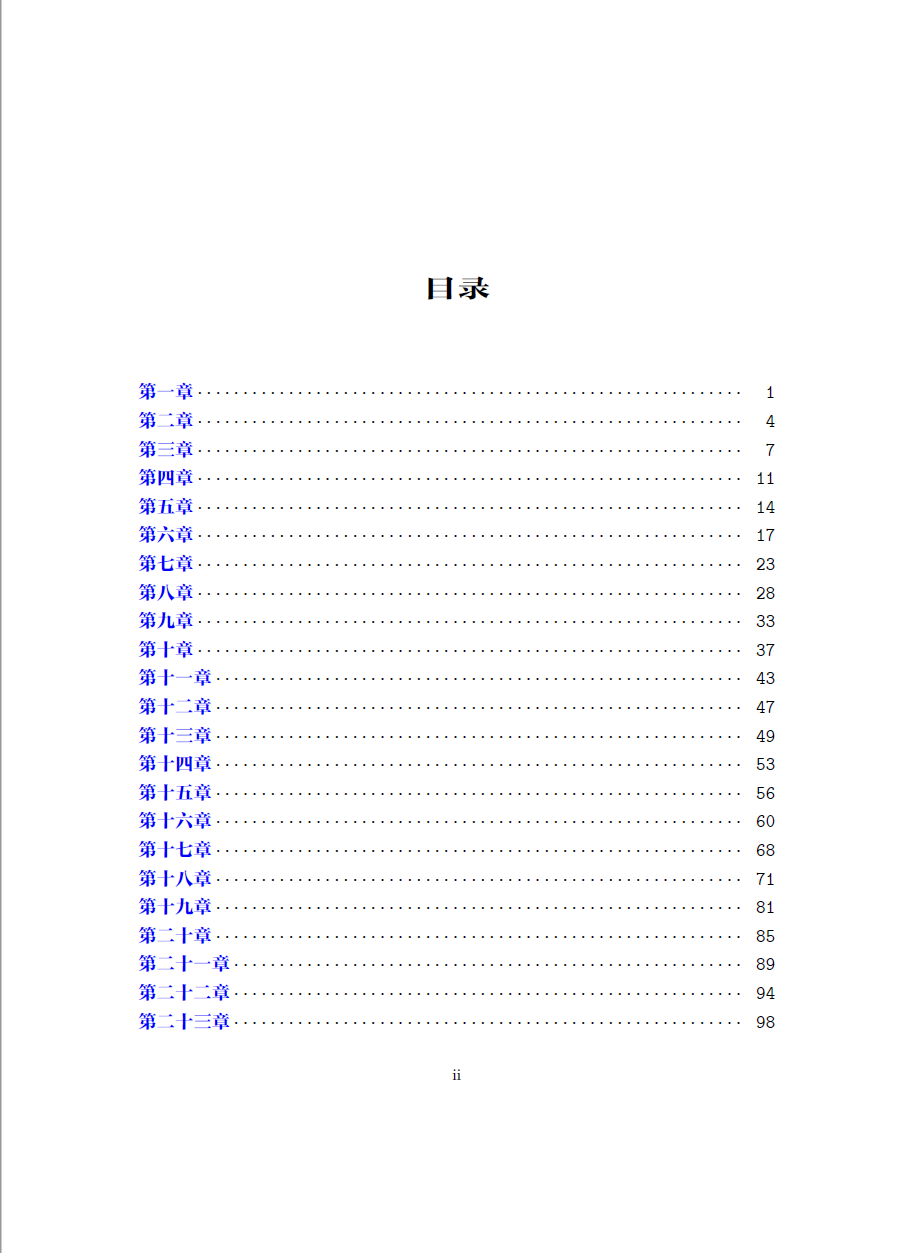 目录
第一章 1
第二章 4
第三章 7
第四章 11
第五章 14
第六章 17
第七章 23
第八章 28
第九章 33
第十章 37
第十一章 43
第十二章 47
第十三章 49
第十四章 53
第十五章 56
第十六章 60
第十七章 68
第十八章 71
第十九章 81
第二十章 85
第二十一章 89
第二十二章 94
第二十三章 98
ii